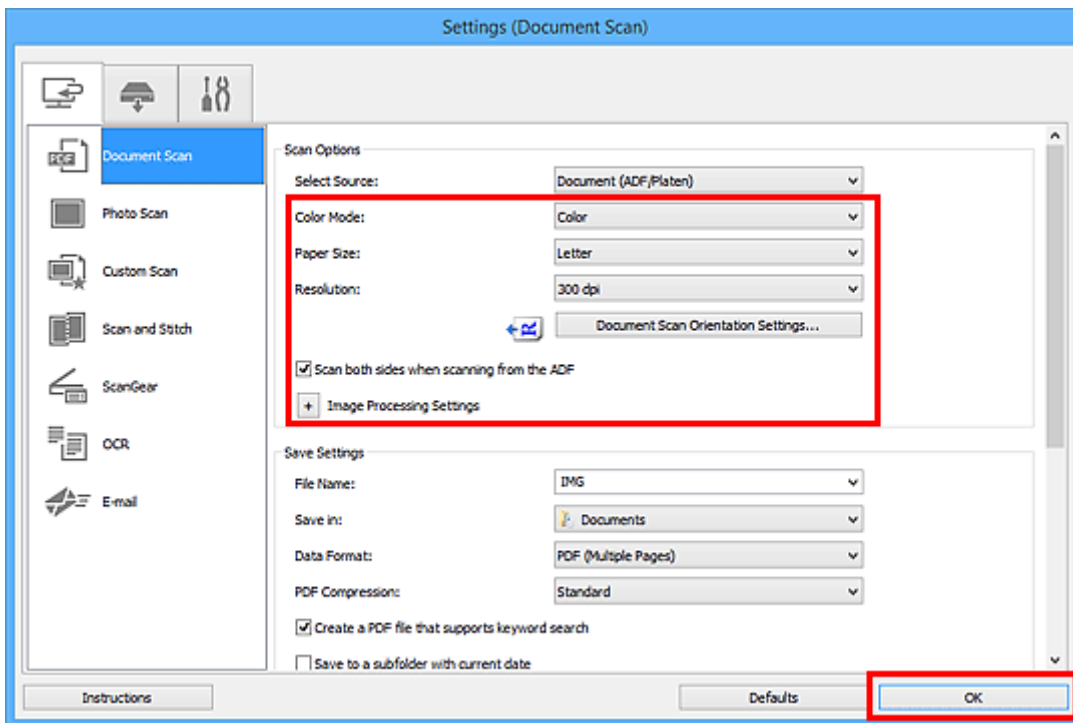 Settings (Document Scan)
Document Scan
Photo Scan
Custom Scan
Scan and Stitch
ScanGear
OCR
E-mail
Scan Options
Select Source: Document (ADF/Platen)
Color Mode: Color
Paper Size: Letter
Resolution: 300 dpi
Document Scan Orientation Settings...
Scan both sides when scanning from the ADF
+ Image Processing Settings
Save Settings
File Name: IMG
Save in: Documents
Data Format: PDF (Multiple Pages)
PDF Compression: Standard
Create a PDF file that supports keyword search
Save to a subfolder with current date
Instructions Defaults OK